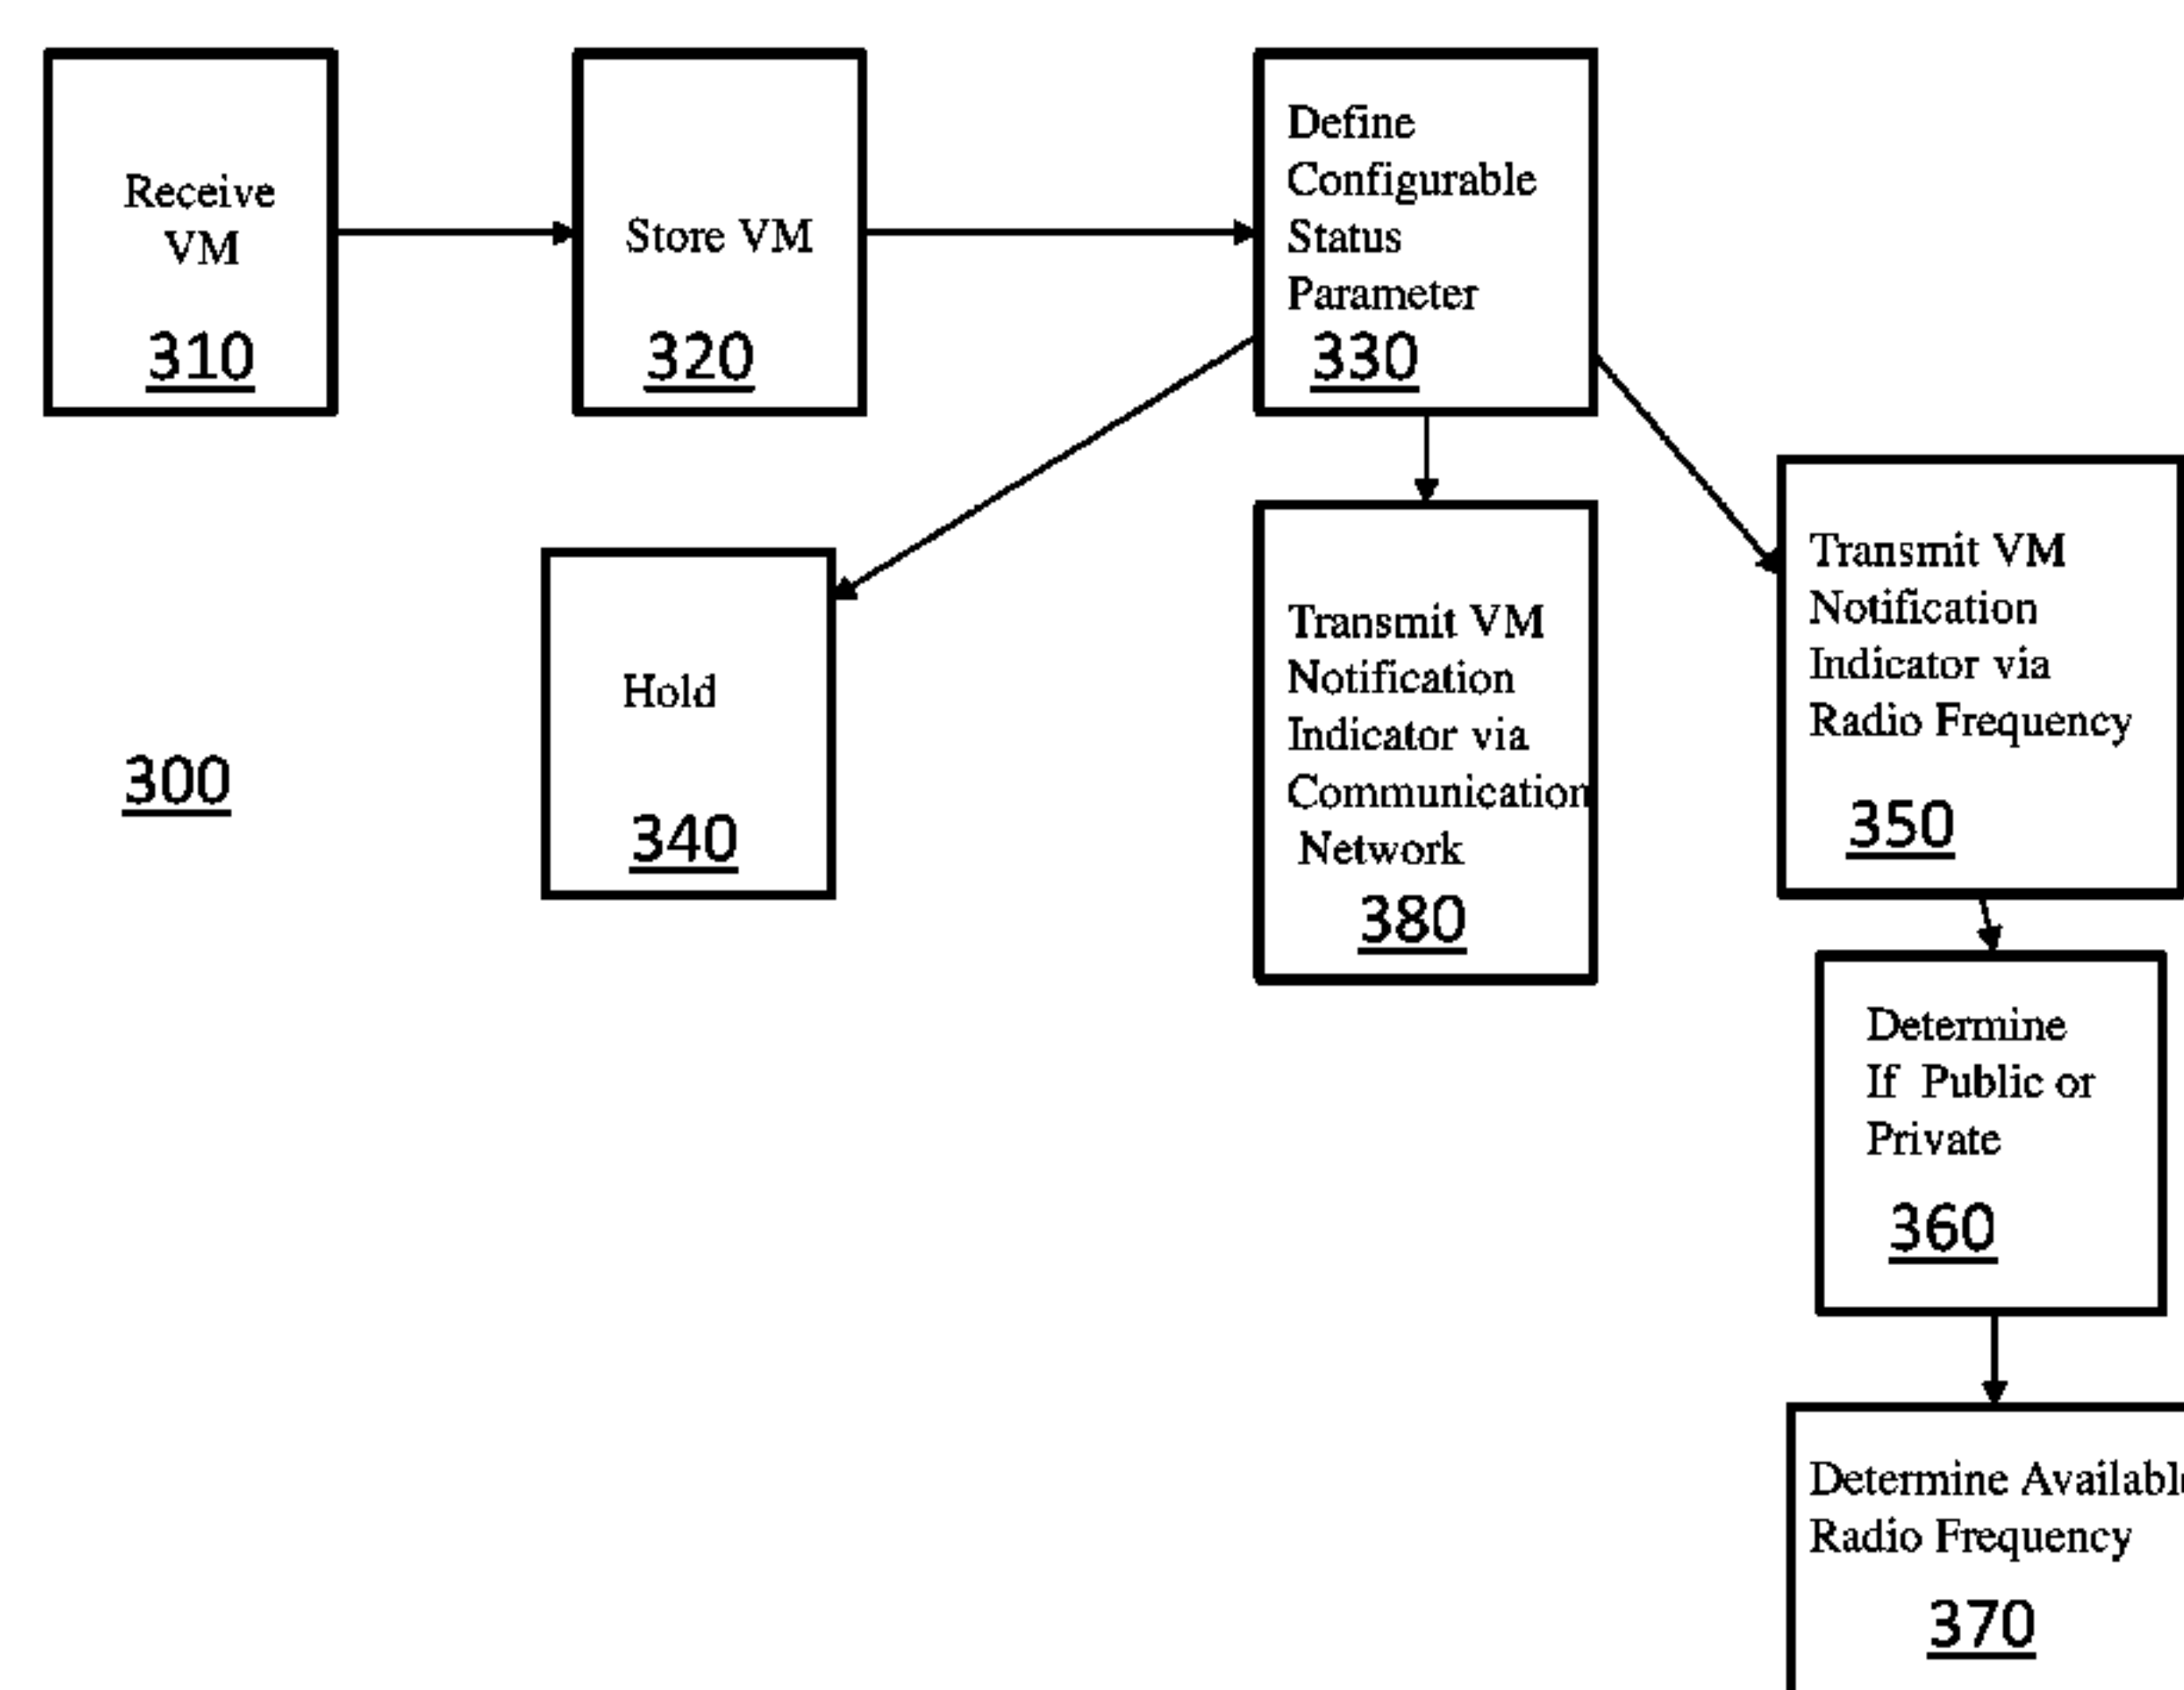 Receive
VM
310
Store VM
320
Define
Configurable
Status
Parameter
330
Hold
340
300
Transmit VM
Notification
Indicator via
Communication
Network
380
Transmit VM
Notification
Indicator via
Radio Frequency
350
Determine
If Public or
Private
360
Determine Available
Radio Frequency
370